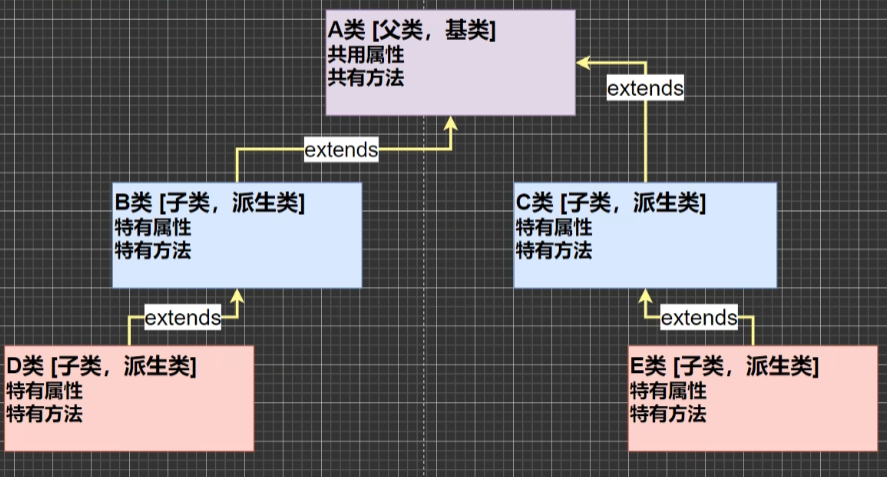 A类 [父类，基类]
共用属性
共有方法
extends
extends
B类 [子类，派生类]
特有属性
特有方法
C类 [子类，派生类]
特有属性
特有方法
extends
extends
D类 [子类，派生类]
特有属性
特有方法
E类 [子类，派生类]
特有属性
特有方法